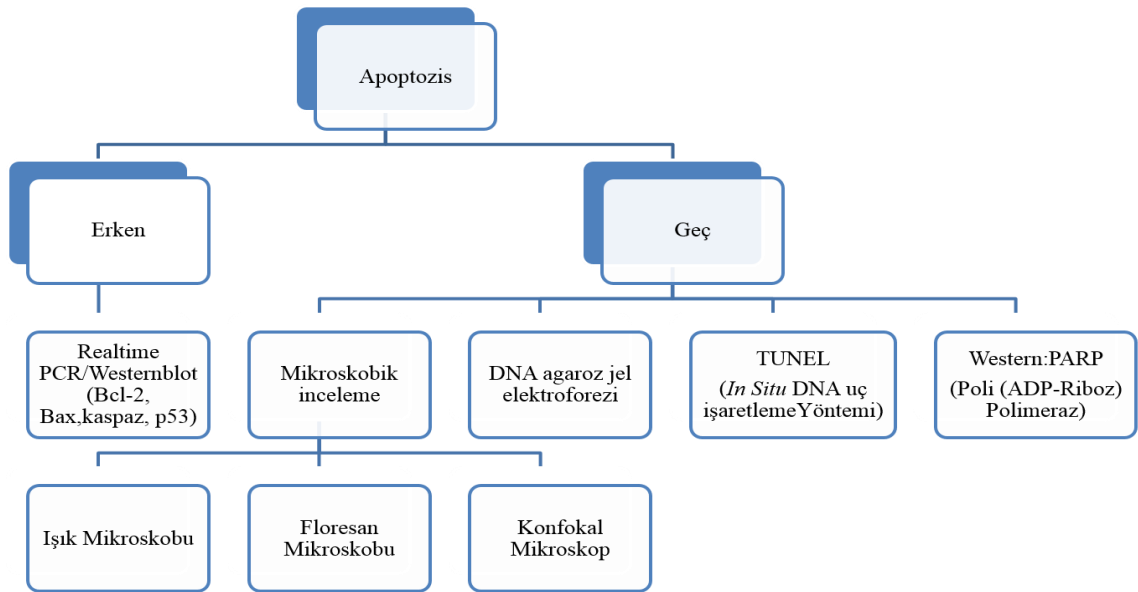 Apoptozis
Erken
Geç
Realtime
PCR/Westernblot
(Bcl-2,
Bax,kaspaz, p53)
Mikroskobik
inceleme
DNA agaroz jel
elektroforezi
TUNEL
(In Situ DNA uç
işaretlemeYöntemi)
Western:PARP
(Poli (ADP-Riboz)
Polimeraz)
Işık Mikroskobu
Floresan
Mikroskobu
Konfokal
Mikroskop